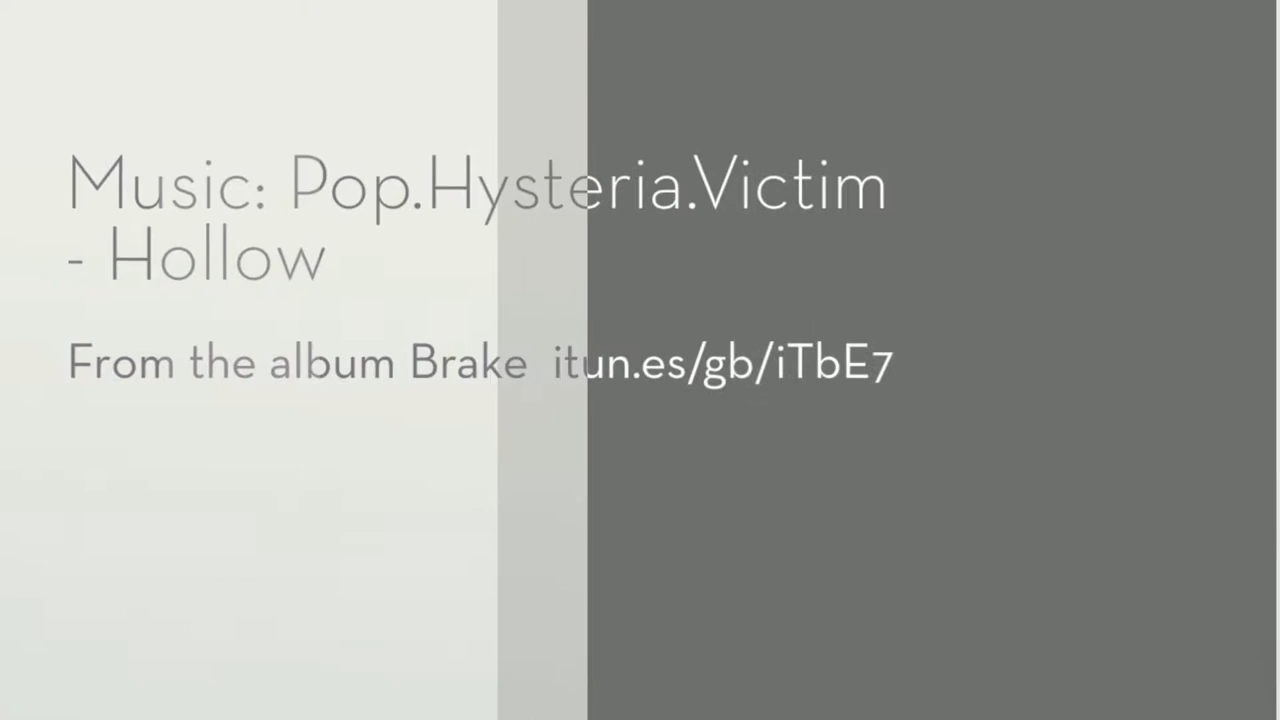 Music: Pop.Hysteria.Victim
- Hollow
From the album Brake  itun.es/gb/iTbE7